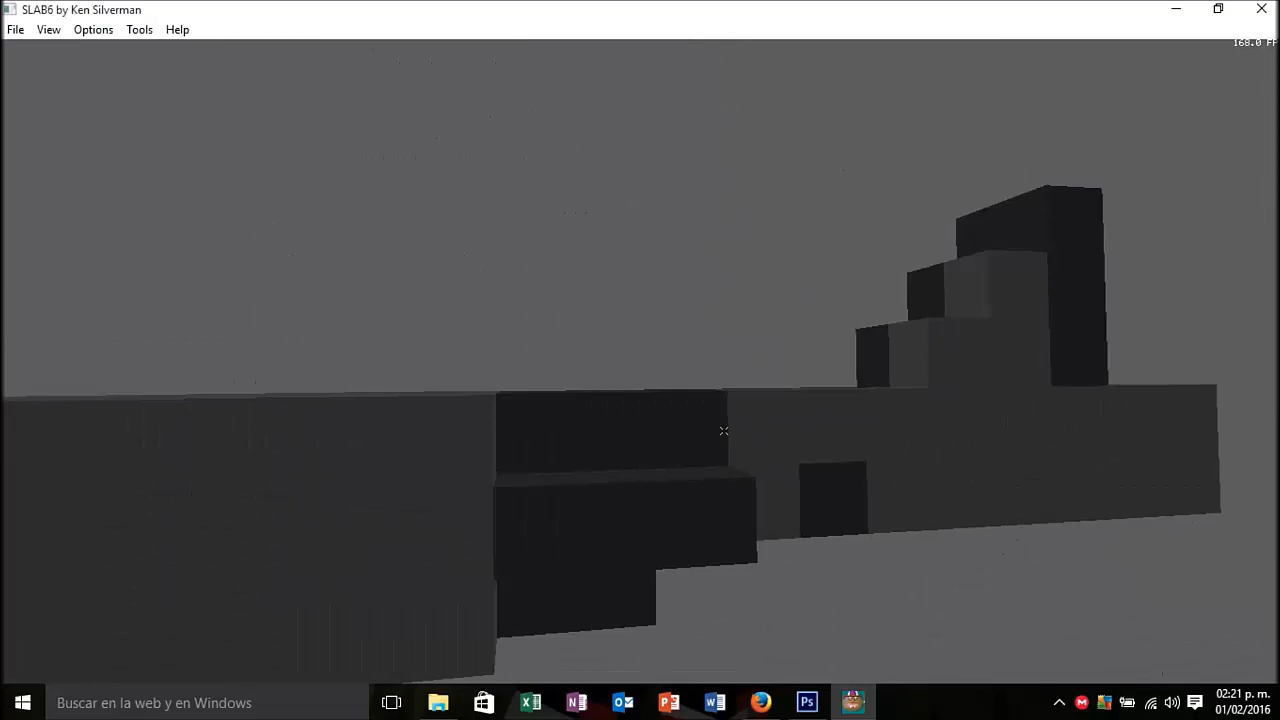 SLAB6 by Ken Silverman
File View Options Tools Help
Buscar en la web y en Windows
02:21 p. m.
01/02/2016